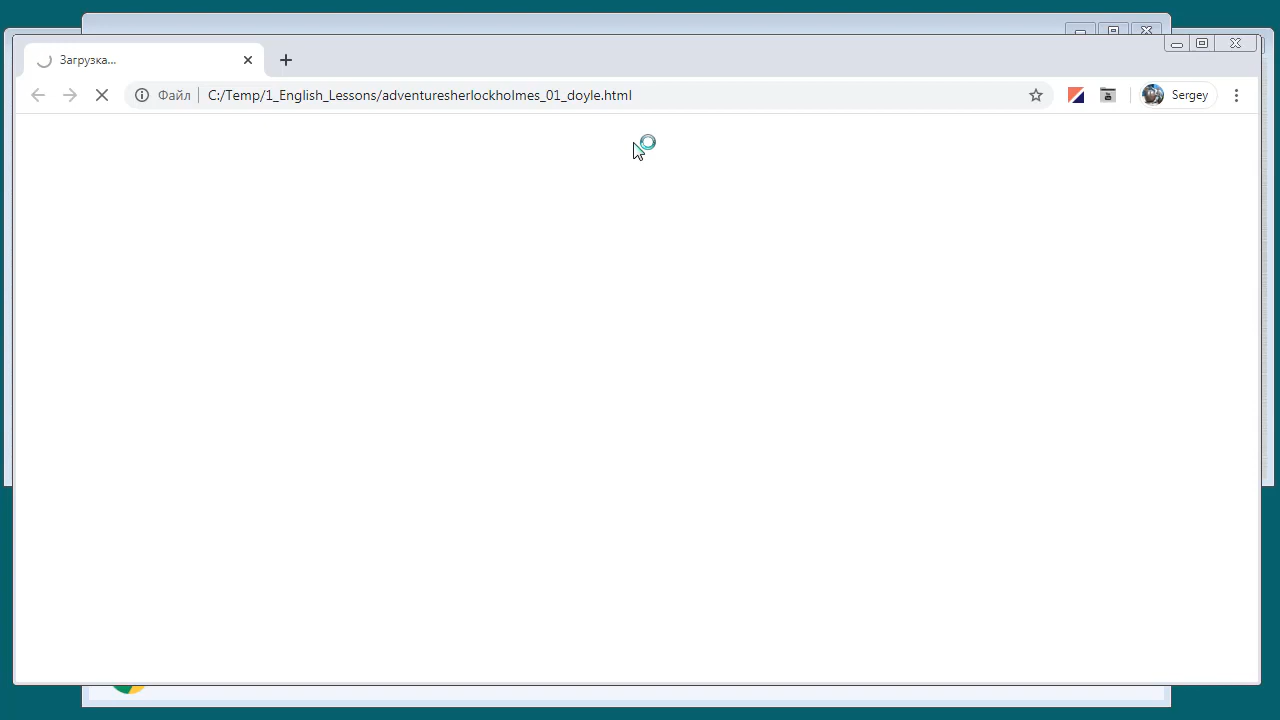 Загрузка...
Файл C:/Temp/1_English_Lessons/adventuresherlockholmes_01_doyle.html
Sergey